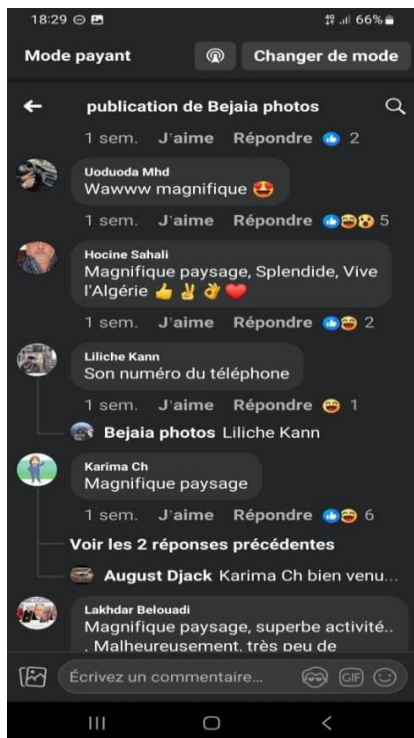 18:29 66%
Mode payant Changer de mode
publication de Bejaia photos
1 sem. J'aime Répondre 2
Uoduoda Mhd
Wawww magnifique 🤩
1 sem. J'aime Répondre 5
Hocine Sahali
Magnifique paysage, Splendide, Vive
l'Algérie 👍✌️👌❤️
1 sem. J'aime Répondre 2
Liliche Kann
Son numéro du téléphone
1 sem. J'aime Répondre 1
Bejaia photos Liliche Kann
Karima Ch
Magnifique paysage
1 sem. J'aime Répondre 6
Voir les 2 réponses précédentes
August Djack Karima Ch bien venu...
Lakhdar Belouadi
Magnifique paysage, superbe activité..
. Malheureusement, très peu de
Écrivez un commentaire... GIF